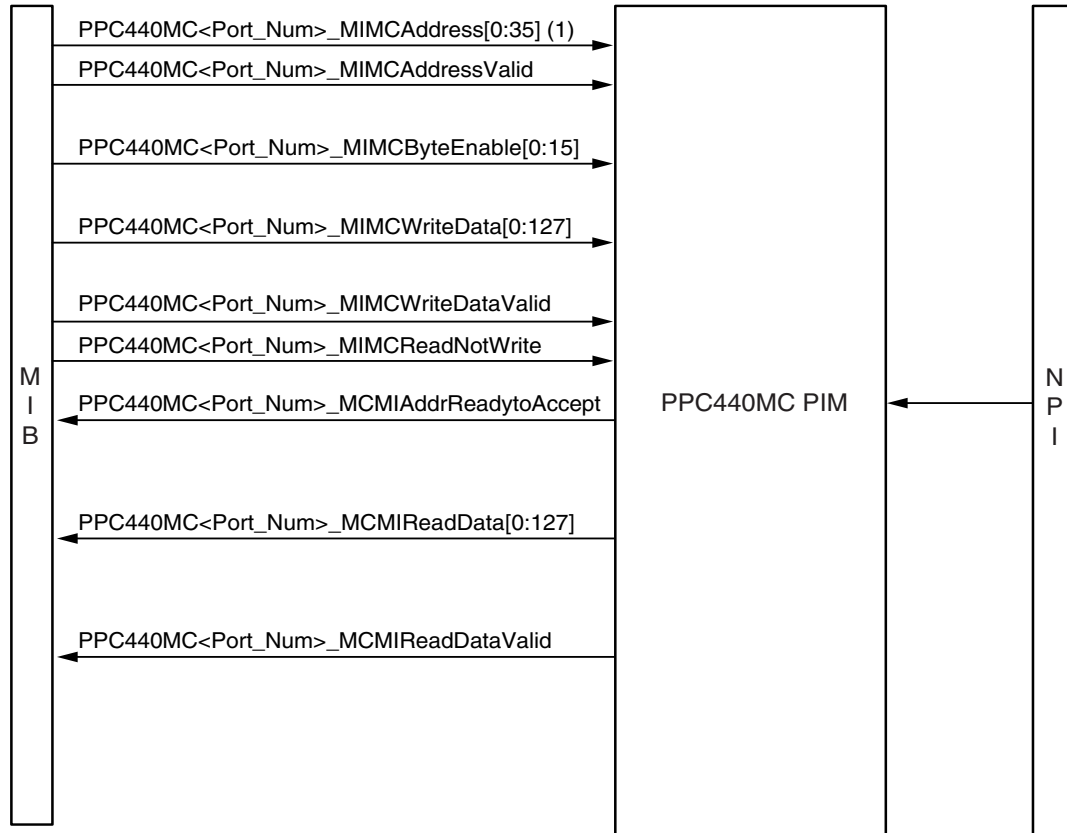 PPC440MC<Port_Num>_MIMCAddress[0:35] (1)
PPC440MC<Port_Num>_MIMCAddressValid
PPC440MC<Port_Num>_MIMCByteEnable[0:15]
PPC440MC<Port_Num>_MIMCWriteData[0:127]
PPC440MC<Port_Num>_MIMCWriteDataValid
PPC440MC<Port_Num>_MIMCReadNotWrite
MIB
PPC440MC<Port_Num>_MCMIAddrReadytoAccept
PPC440MC PIM
NPI
PPC440MC<Port_Num>_MCMIReadData[0:127]
PPC440MC<Port_Num>_MCMIReadDataValid